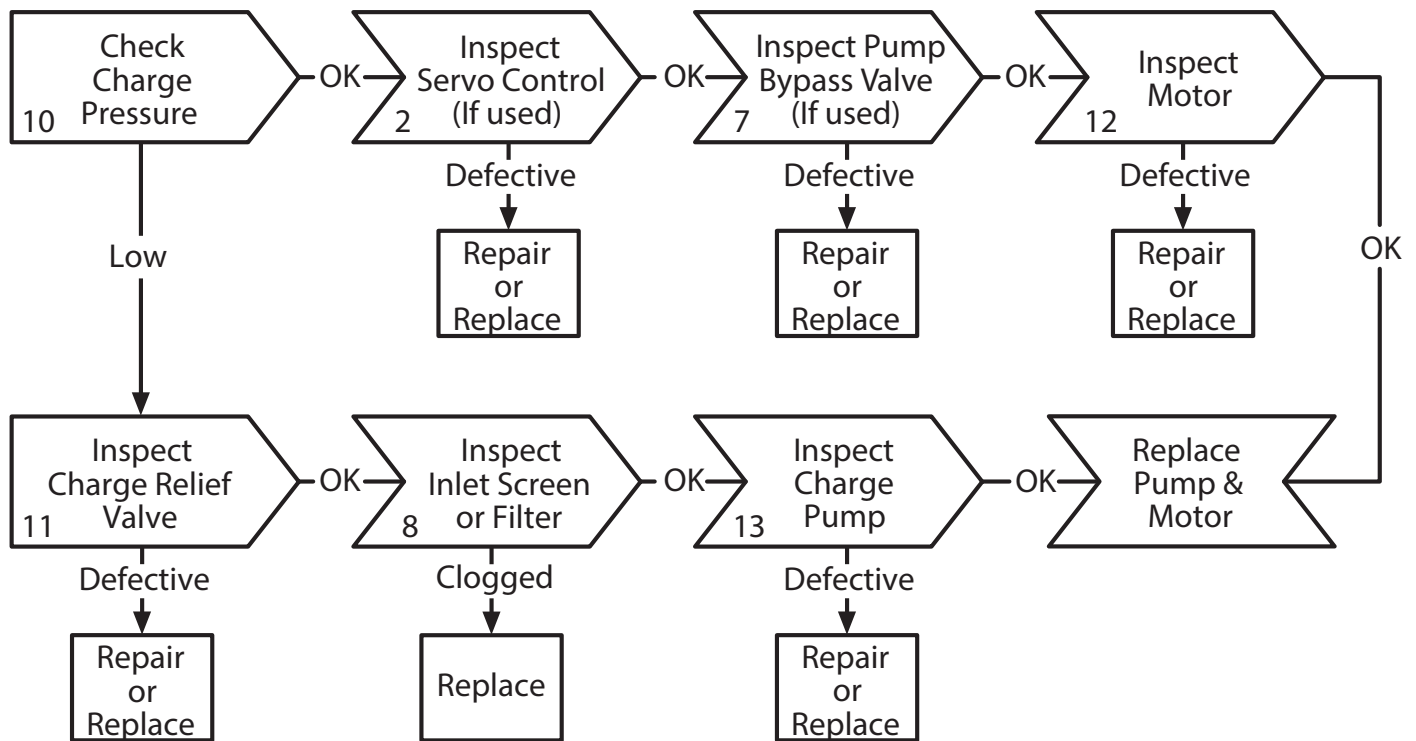 Check
Charge
Pressure
10
OK
Inspect
Servo Control
(If used)
2
OK
Inspect Pump
Bypass Valve
(If used)
7
OK
Inspect
Motor
12
Low
Defective
Repair
or
Replace
Defective
Repair
or
Replace
Defective
Repair
or
Replace
OK
Inspect
Charge Relief
Valve
11
OK
Inspect
Inlet Screen
or Filter
8
OK
Inspect
Charge
Pump
13
OK
Replace
Pump &
Motor
Defective
Repair
or
Replace
Clogged
Replace
Defective
Repair
or
Replace